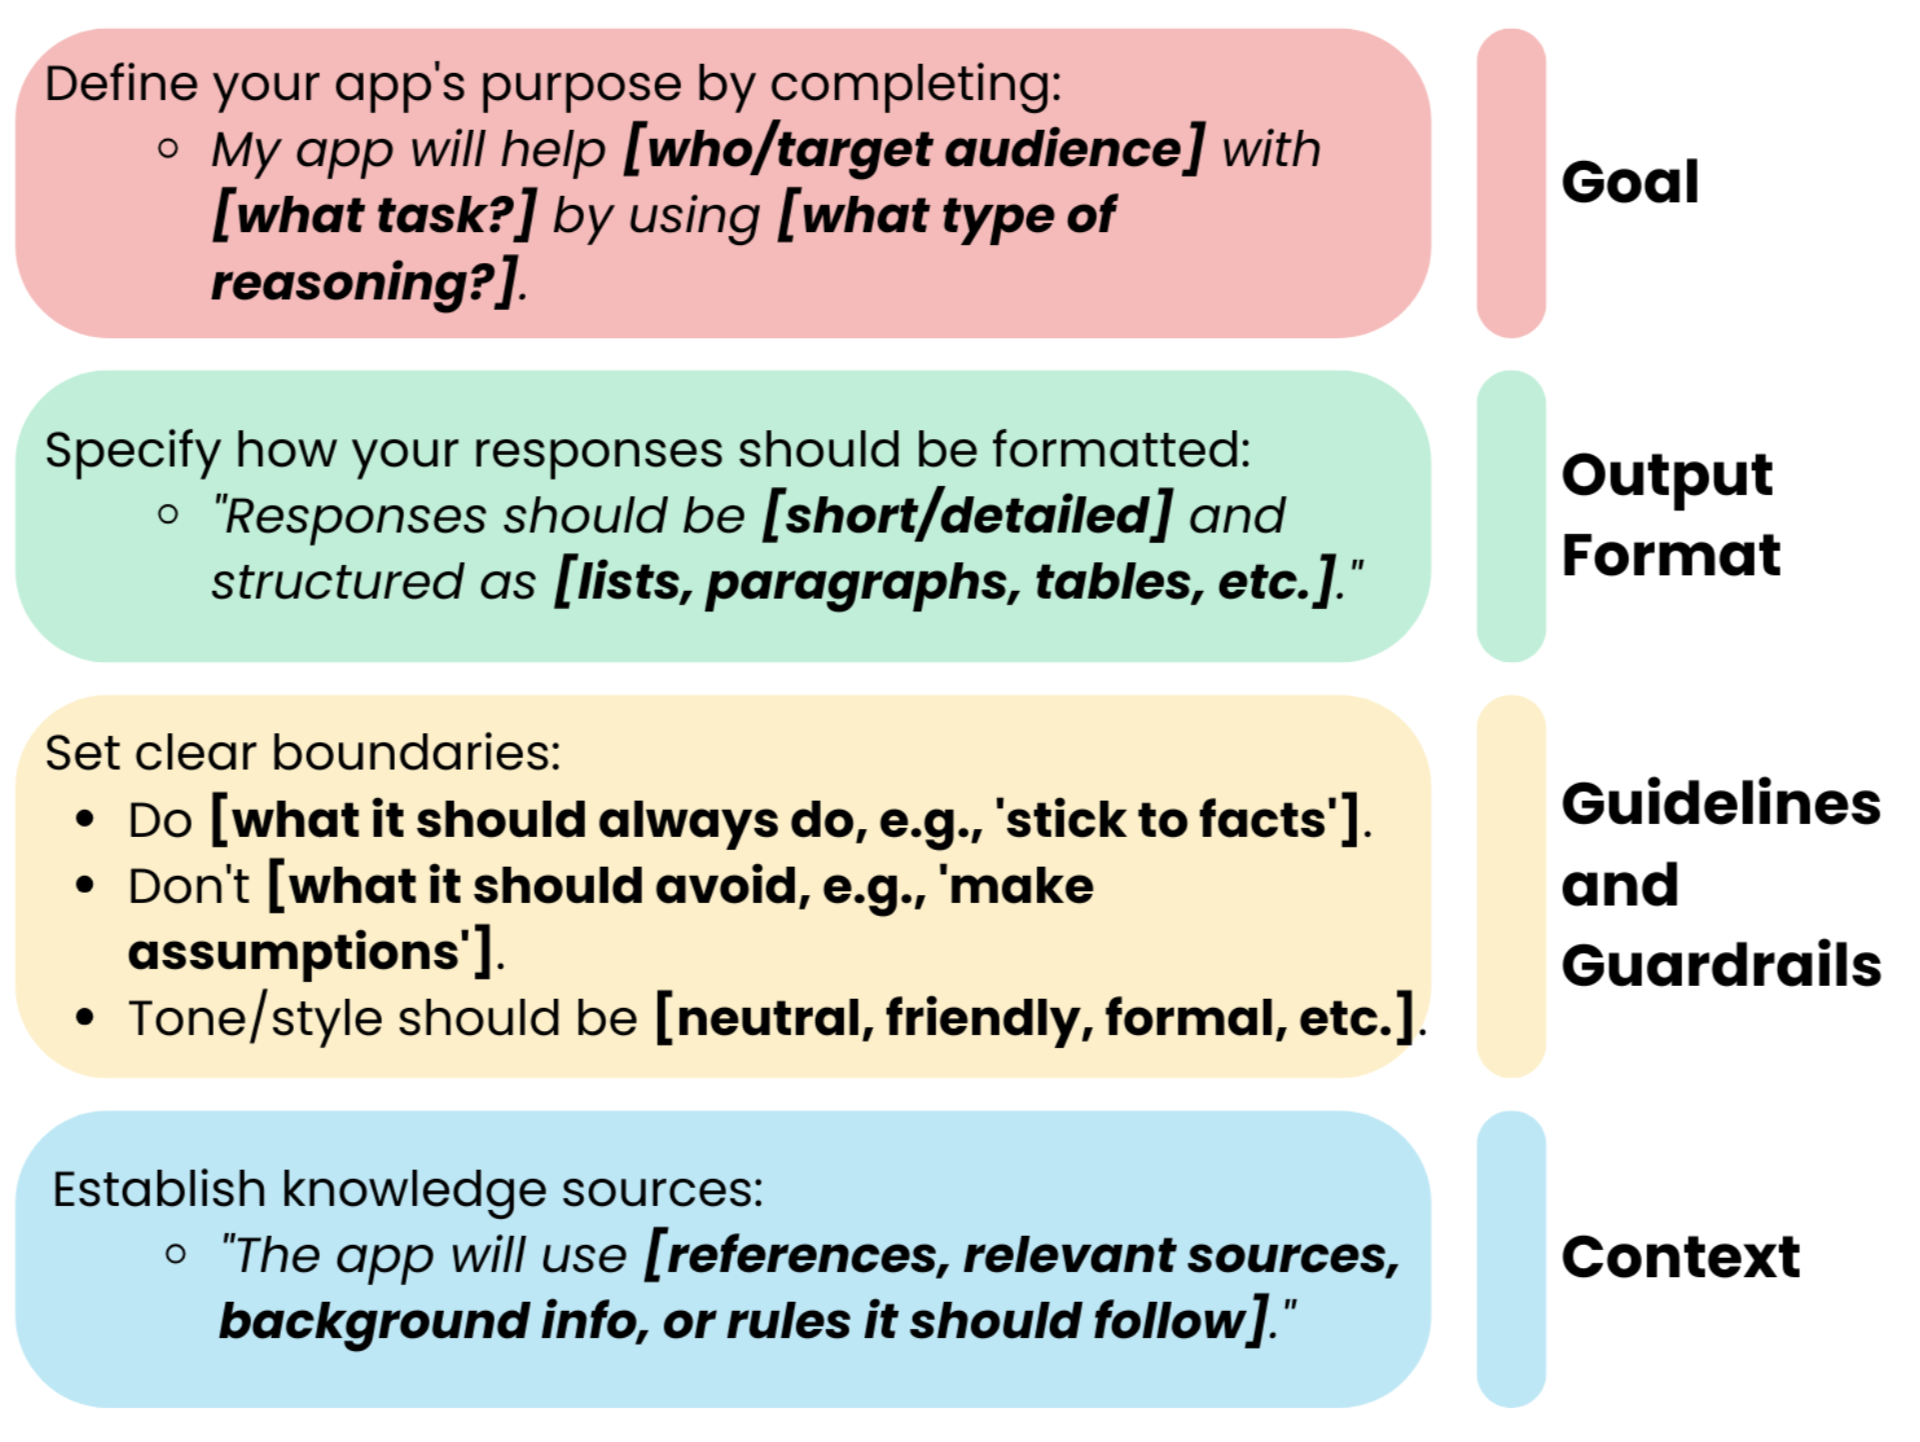 Define your app's purpose by completing:
My app will help [who/target audience] with
[what task?] by using [what type of
reasoning?].
Goal
Specify how your responses should be formatted:
"Responses should be [short/detailed] and
structured as [lists, paragraphs, tables, etc.]."
Output
Format
Set clear boundaries:
Do [what it should always do, e.g., 'stick to facts'].
Don't [what it should avoid, e.g., 'make
assumptions'].
Tone/style should be [neutral, friendly, formal, etc.].
Guidelines
and
Guardrails
Establish knowledge sources:
"The app will use [references, relevant sources,
background info, or rules it should follow]."
Context